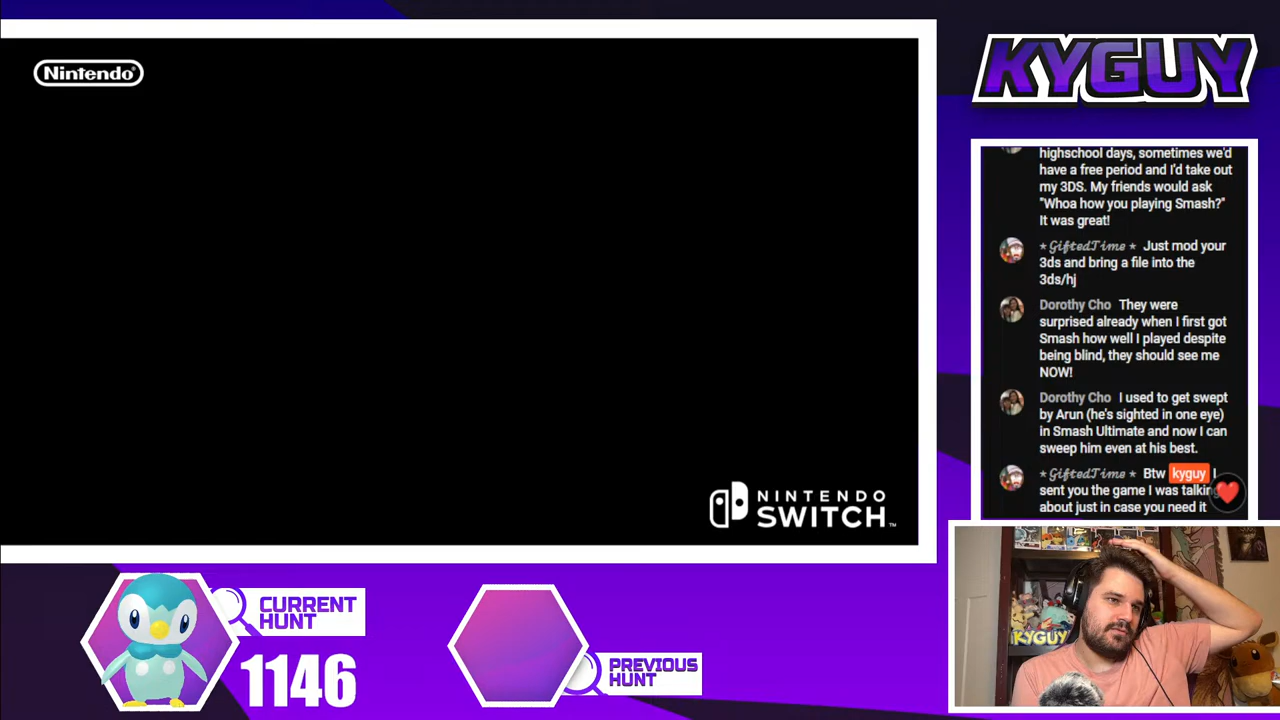 Nintendo
NINTENDO
SWITCH
KYGUY
highschool days, sometimes we'd
have a free period and I'd take out
my 3DS. My friends would ask
"Whoa how you playing Smash?"
It was great!
⋆ 𝓖𝓲𝓯𝓽𝓮𝓭𝓣𝓲𝓶𝓮 ⋆ Just mod your
3ds and bring a file into the
3ds/hj
Dorothy Cho They were
surprised already when I first got
Smash how well I played despite
being blind, they should see me
NOW!
Dorothy Cho I used to get swept
by Arun (he's sighted in one eye)
in Smash Ultimate and now I can
sweep him even at his best.
⋆ 𝓖𝓲𝓯𝓽𝓮𝓭𝓣𝓲𝓶𝓮 ⋆ Btw kyguy I
sent you the game I was talking
about just in case you need it
CURRENT
HUNT
1146
PREVIOUS
HUNT
KYGUY